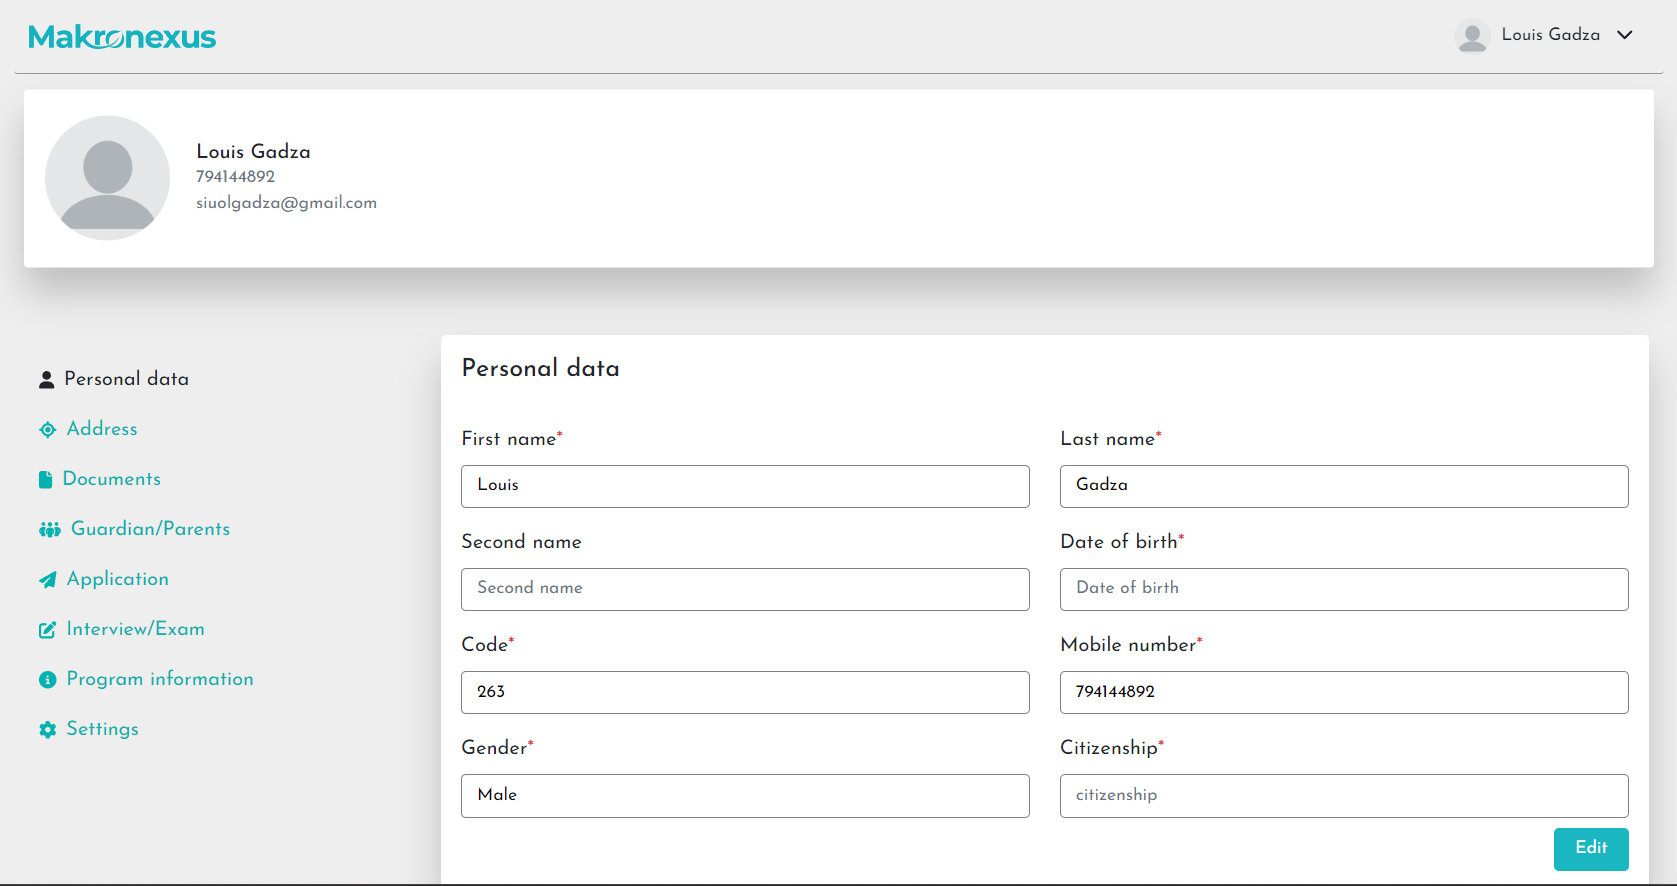 Makronexus
Louis Gadza
Louis Gadza
794144892
siuolgadza@gmail.com
Personal data
Address
Documents
Guardian/Parents
Application
Interview/Exam
Program information
Settings
Personal data
First name*
Louis
Last name*
Gadza
Second name
Second name
Date of birth*
Date of birth
Code*
263
Mobile number*
794144892
Gender*
Male
Citizenship*
citizenship
Edit